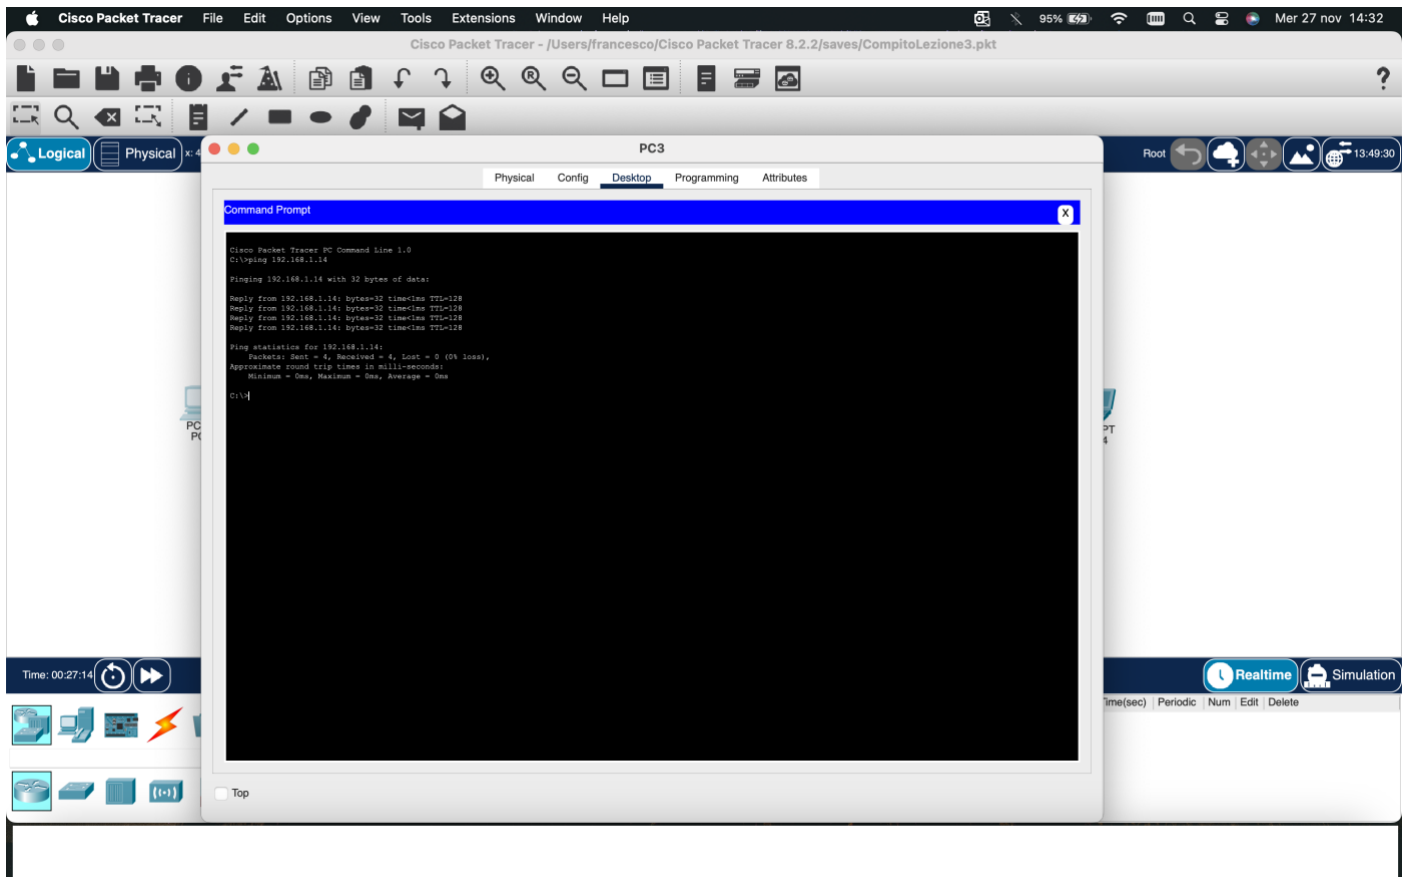 Cisco Packet Tracer File Edit Options View Tools Extensions Window Help 95% Mer 27 nov 14:32
Cisco Packet Tracer - /Users/francesco/Cisco Packet Tracer 8.2.2/saves/CompitoLezione3.pkt
?
Logical Physical x: 4 PC3 Root 13:49:30
Physical Config Desktop Programming Attributes
Command Prompt X
Cisco Packet Tracer PC Command Line 1.0
C:\>ping 192.168.1.14
Pinging 192.168.1.14 with 32 bytes of data:
Reply from 192.168.1.14: bytes=32 time<1ms TTL=128
Reply from 192.168.1.14: bytes=32 time<1ms TTL=128
Reply from 192.168.1.14: bytes=32 time<1ms TTL=128
Reply from 192.168.1.14: bytes=32 time<1ms TTL=128
Ping statistics for 192.168.1.14:
Packets: Sent = 4, Received = 4, Lost = 0 (0% loss),
Approximate round trip times in milli-seconds:
Minimum = 0ms, Maximum = 0ms, Average = 0ms
C:\>
PC PT
PC 4
Time: 00:27:14 Realtime Simulation
Time(sec) Periodic Num Edit Delete
Top